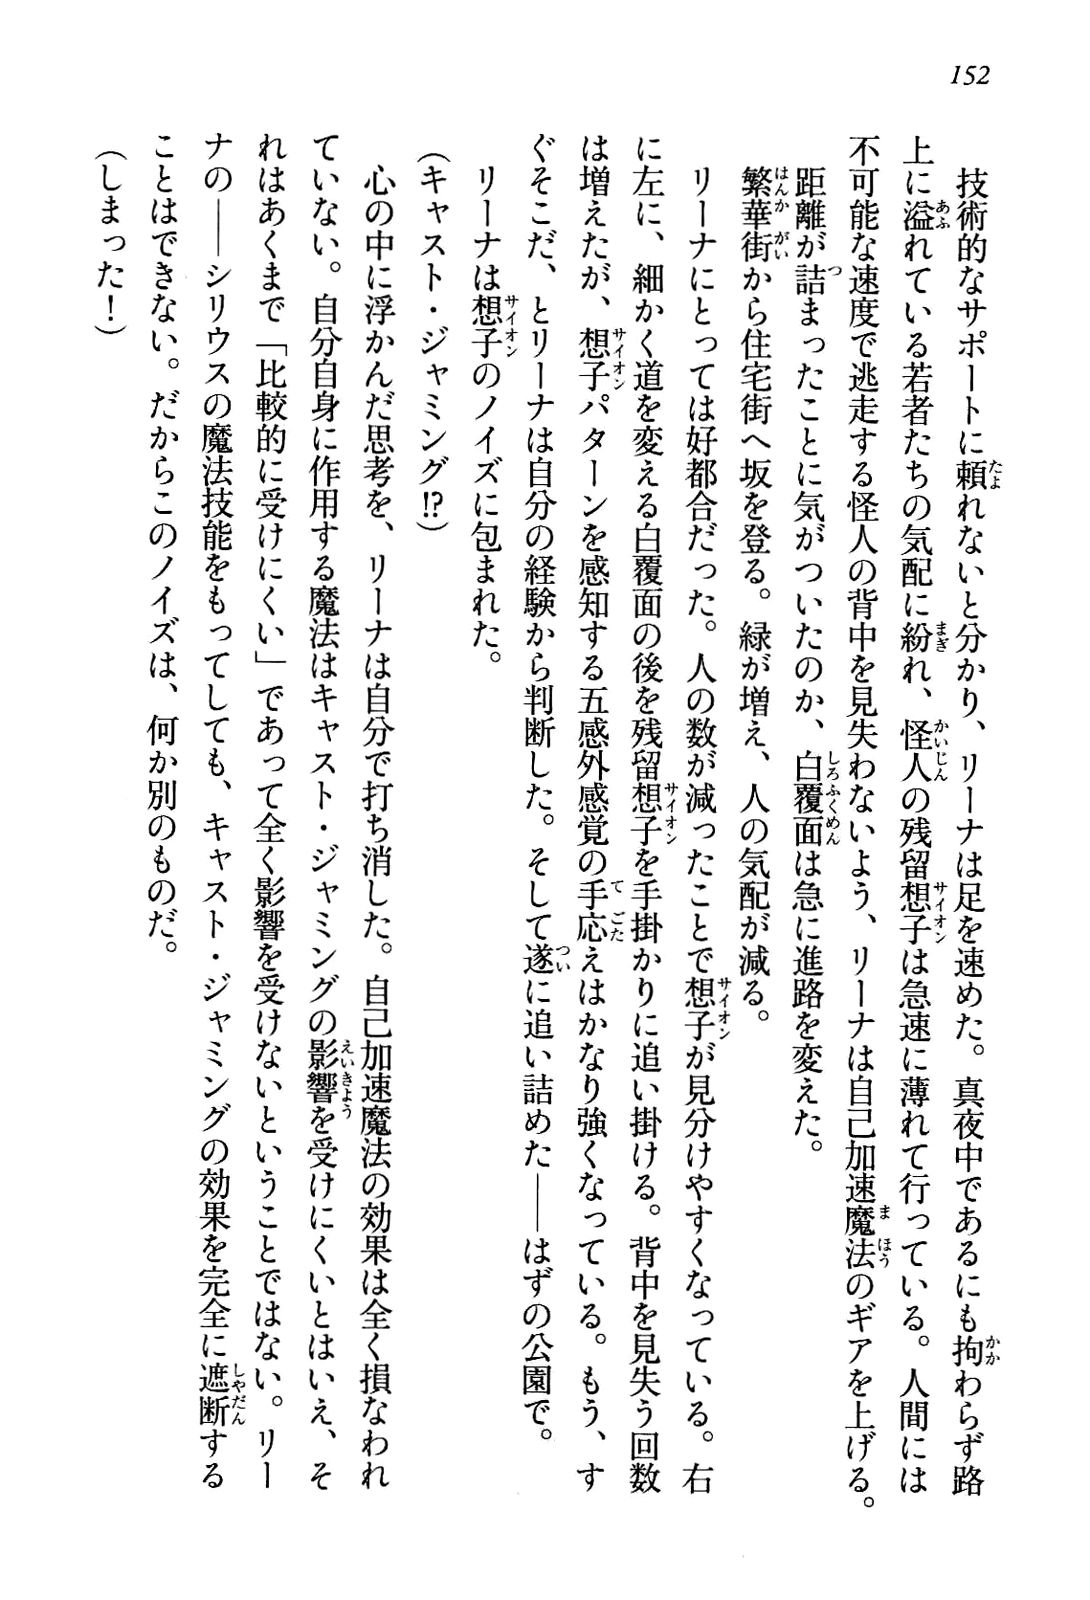 152
技術的なサポートに頼れないと分かり、リーナは足を速めた。真夜中であるにも拘わらず路
上に溢れている若者たちの気配に紛れ、怪人の残留想子は急速に薄れて行っている。人間には
不可能な速度で逃走する怪人の背中を見失わないよう、リーナは自己加速魔法のギアを上げる。
距離が詰まったことに気がついたのか、白覆面は急に進路を変えた。
繁華街から住宅街へ坂を登る。緑が増え、人の気配が減る。
リーナにとっては好都合だった。人の数が減ったことで想子が見分けやすくなっている。右
に左に、細かく道を変える白覆面の後を残留想子を手掛かりに追い掛ける。背中を見失う回数
は増えたが、想子パターンを感知する五感外感覚の手応えはかなり強くなっている。もう、す
ぐそこだ、とリーナは自分の経験から判断した。そして遂に追い詰めた――はずの公園で。
リーナは想子のノイズに包まれた。
（キャスト・ジャミング!?）
心の中に浮かんだ思考を、リーナは自分で打ち消した。自己加速魔法の効果は全く損なわれ
ていない。自分自身に作用する魔法はキャスト・ジャミングの影響を受けにくいとはいえ、そ
れはあくまで「比較的に受けにくい」であって全く影響を受けないということではない。リー
ナの――シリウスの魔法技能をもってしても、キャスト・ジャミングの効果を完全に遮断する
ことはできない。だからこのノイズは、何か別のものだ。
（しまった！）